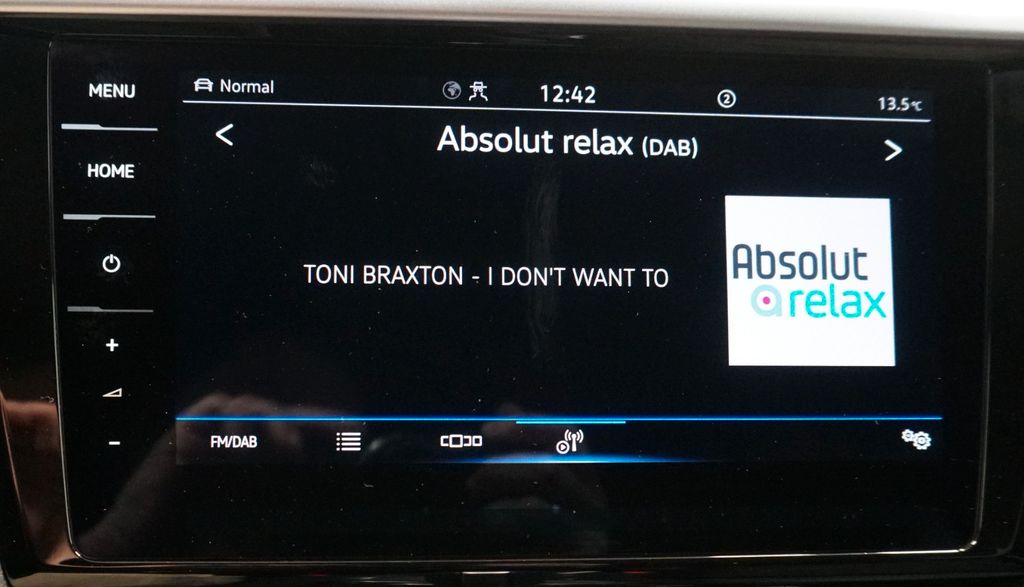 MENU
HOME
+
-
Normal
12:42
2
13.5°C
<
Absolut relax (DAB)
>
TONI BRAXTON - I DON'T WANT TO
Absolut
relax
FM/DAB